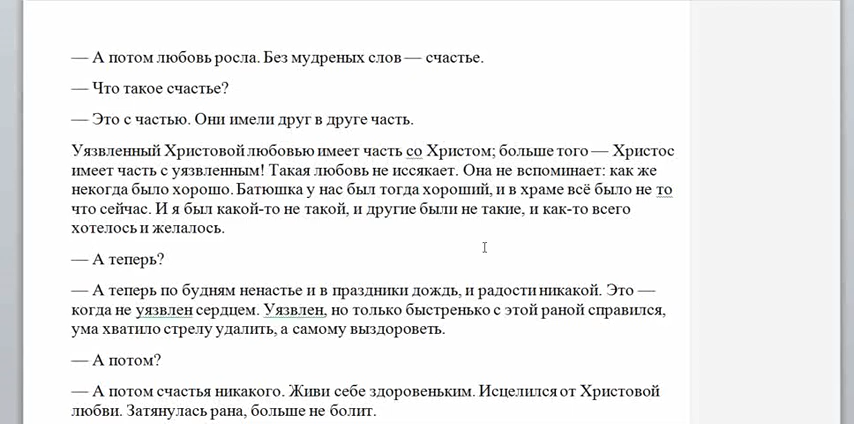 — А потом любовь росла. Без мудреных слов — счастье.
— Что такое счастье?
— Это с частью. Они имели друг в друге часть.
Уязвленный Христовой любовью имеет часть со Христом; больше того — Христос
имеет часть с уязвленным! Такая любовь не иссякает. Она не вспоминает: как же
некогда было хорошо. Батюшка у нас был тогда хороший, и в храме всё было не то
что сейчас. И я был какой-то не такой, и другие были не такие, и как-то всего
хотелось и желалось.
— А теперь?
— А теперь по будням ненастье и в праздники дождь, и радости никакой. Это —
когда не уязвлен сердцем. Уязвлен, но только быстренько с этой раной справился,
ума хватило стрелу удалить, а самому выздороветь.
— А потом?
— А потом счастья никакого. Живи себе здоровеньким. Исцелился от Христовой
любви. Затянулась рана, больше не болит.